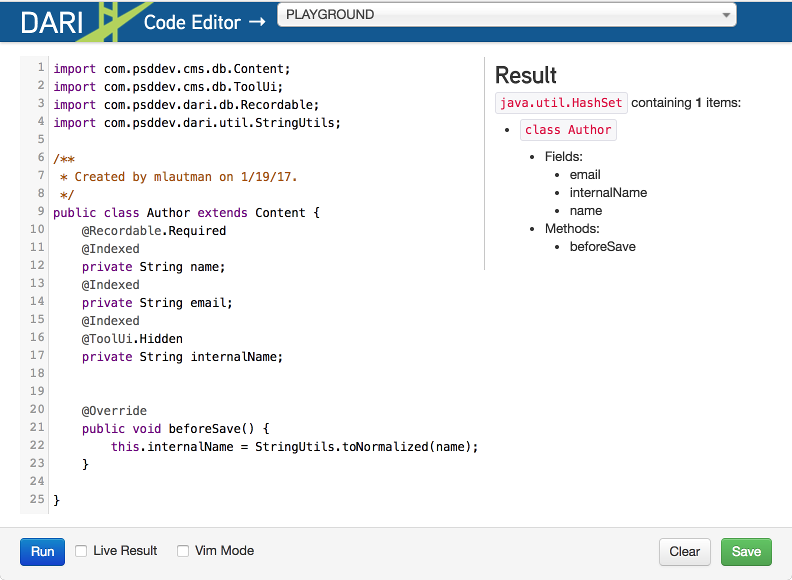 DARI Code Editor → PLAYGROUND
1 import com.psddev.cms.db.Content;
2 import com.psddev.cms.db.ToolUi;
3 import com.psddev.dari.db.Recordable;
4 import com.psddev.dari.util.StringUtils;
5
6 /**
7  * Created by mlautman on 1/19/17.
8  */
9 public class Author extends Content {
10     @Recordable.Required
11     @Indexed
12     private String name;
13     @Indexed
14     private String email;
15     @Indexed
16     @ToolUi.Hidden
17     private String internalName;
18
19
20     @Override
21     public void beforeSave() {
22         this.internalName = StringUtils.toNormalized(name);
23     }
24
25 }
Result
java.util.HashSet containing 1 items:
• class Author
• Fields:
• email
• internalName
• name
• Methods:
• beforeSave
Run Live Result Vim Mode Clear Save